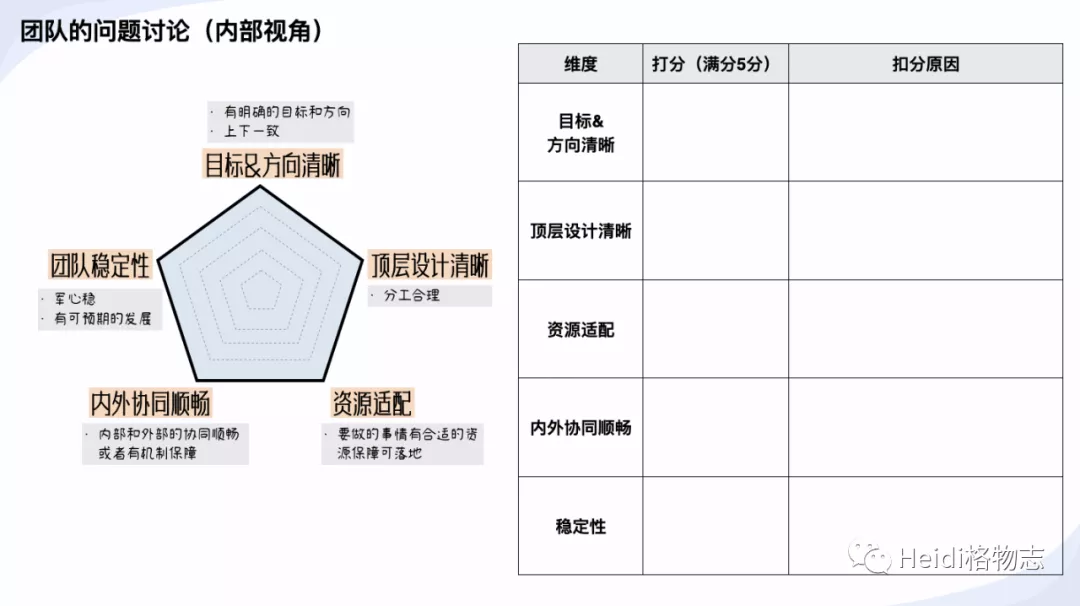 团队的问题讨论（内部视角）
· 有明确的目标和方向
· 上下一致
目标&方向清晰
团队稳定性
· 军心稳
· 有可预期的发展
顶层设计清晰
· 分工合理
内外协同顺畅
· 内部和外部的协同顺畅
或者有机制保障
资源适配
· 要做的事情有合适的资
源保障可落地
维度 打分（满分5分） 扣分原因
目标&
方向清晰
顶层设计清晰
资源适配
内外协同顺畅
稳定性
Heidi格物志